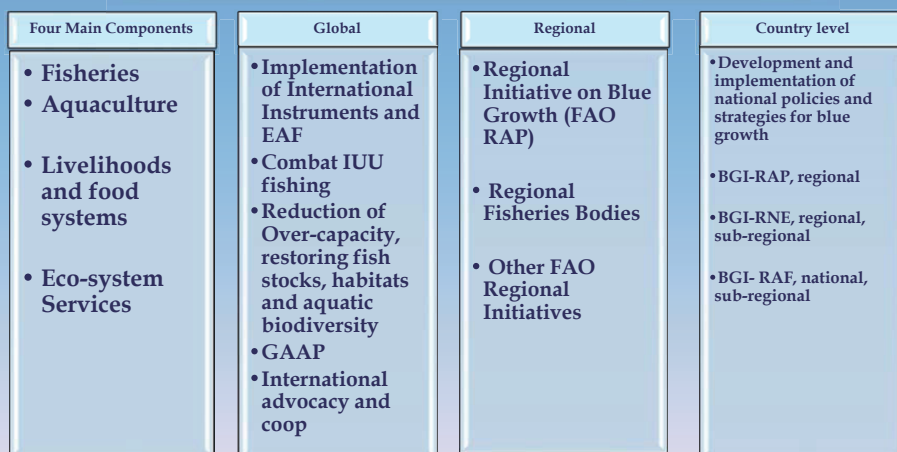 Four Main Components
• Fisheries
• Aquaculture
• Livelihoods
and food
systems
• Eco-system
Services
Global
• Implementation
of International
Instruments and
EAF
• Combat IUU
fishing
• Reduction of
Over-capacity,
restoring fish
stocks, habitats
and aquatic
biodiversity
• GAAP
• International
advocacy and
coop
Regional
• Regional
Initiative on Blue
Growth (FAO
RAP)
• Regional
Fisheries Bodies
• Other FAO
Regional
Initiatives
Country level
• Development and
implementation of
national policies and
strategies for blue
growth
• BGI-RAP, regional
• BGI-RNE, regional,
sub-regional
• BGI- RAF, national,
sub-regional